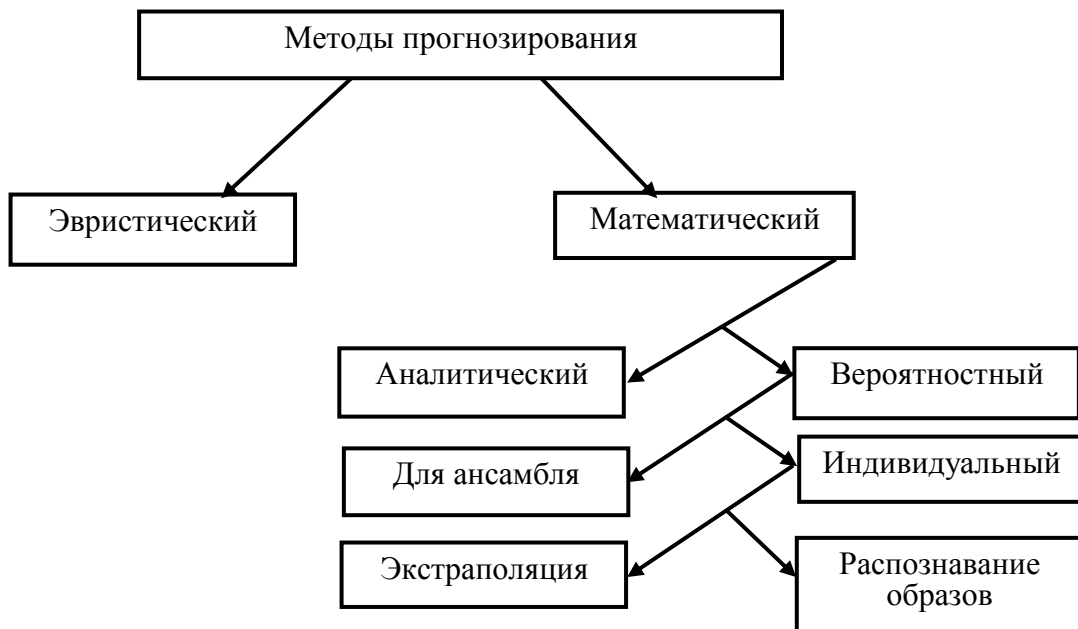 Методы прогнозирования
Эвристический
Математический
Аналитический
Вероятностный
Для ансамбля
Индивидуальный
Экстраполяция
Распознавание
образов